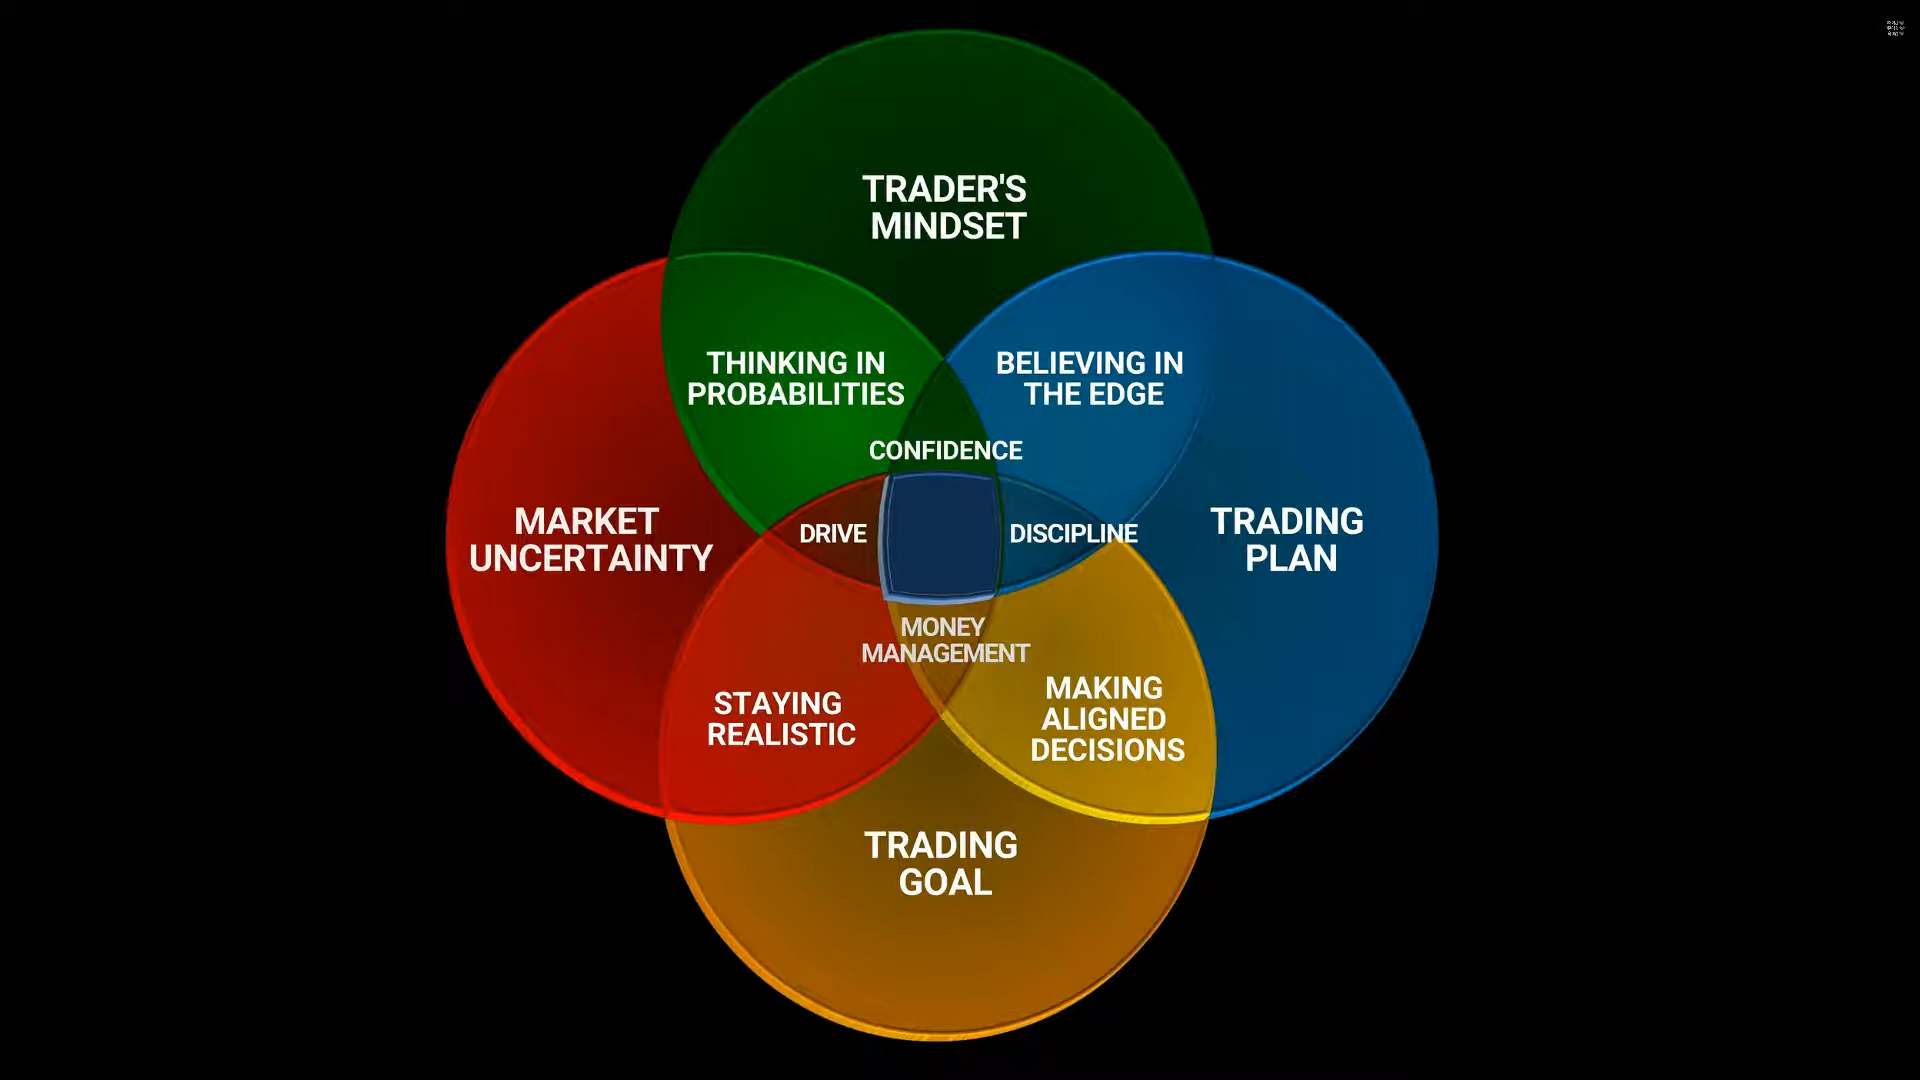 TRADER'S
MINDSET
THINKING IN
PROBABILITIES
BELIEVING IN
THE EDGE
CONFIDENCE
MARKET
UNCERTAINTY
DRIVE
DISCIPLINE
TRADING
PLAN
MONEY
MANAGEMENT
STAYING
REALISTIC
MAKING
ALIGNED
DECISIONS
TRADING
GOAL